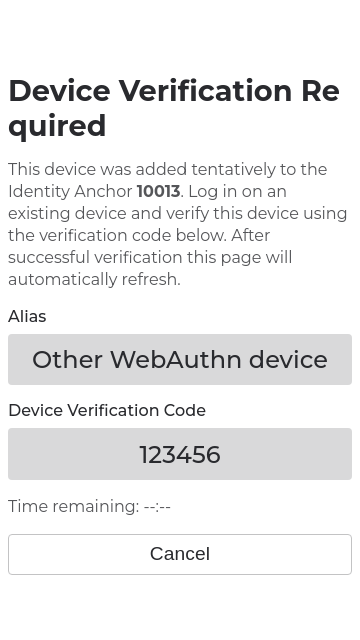 Device Verification Re
quired
This device was added tentatively to the
Identity Anchor 10013. Log in on an
existing device and verify this device using
the verification code below. After
successful verification this page will
automatically refresh.
Alias
Other WebAuthn device
Device Verification Code
123456
Time remaining: --:--
Cancel